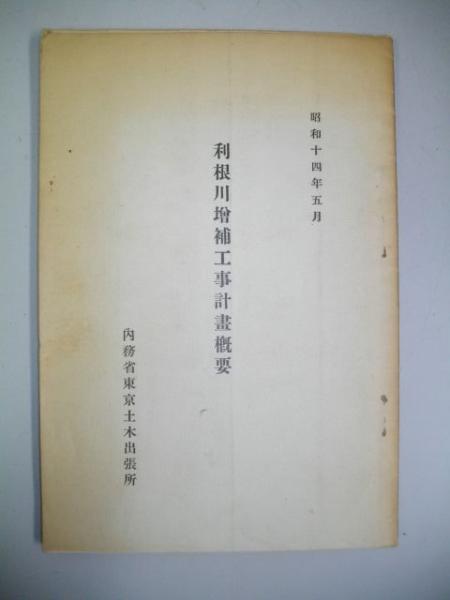 昭和十四年五月
利根川增補工事計畫概要
內務省東京土木出張所